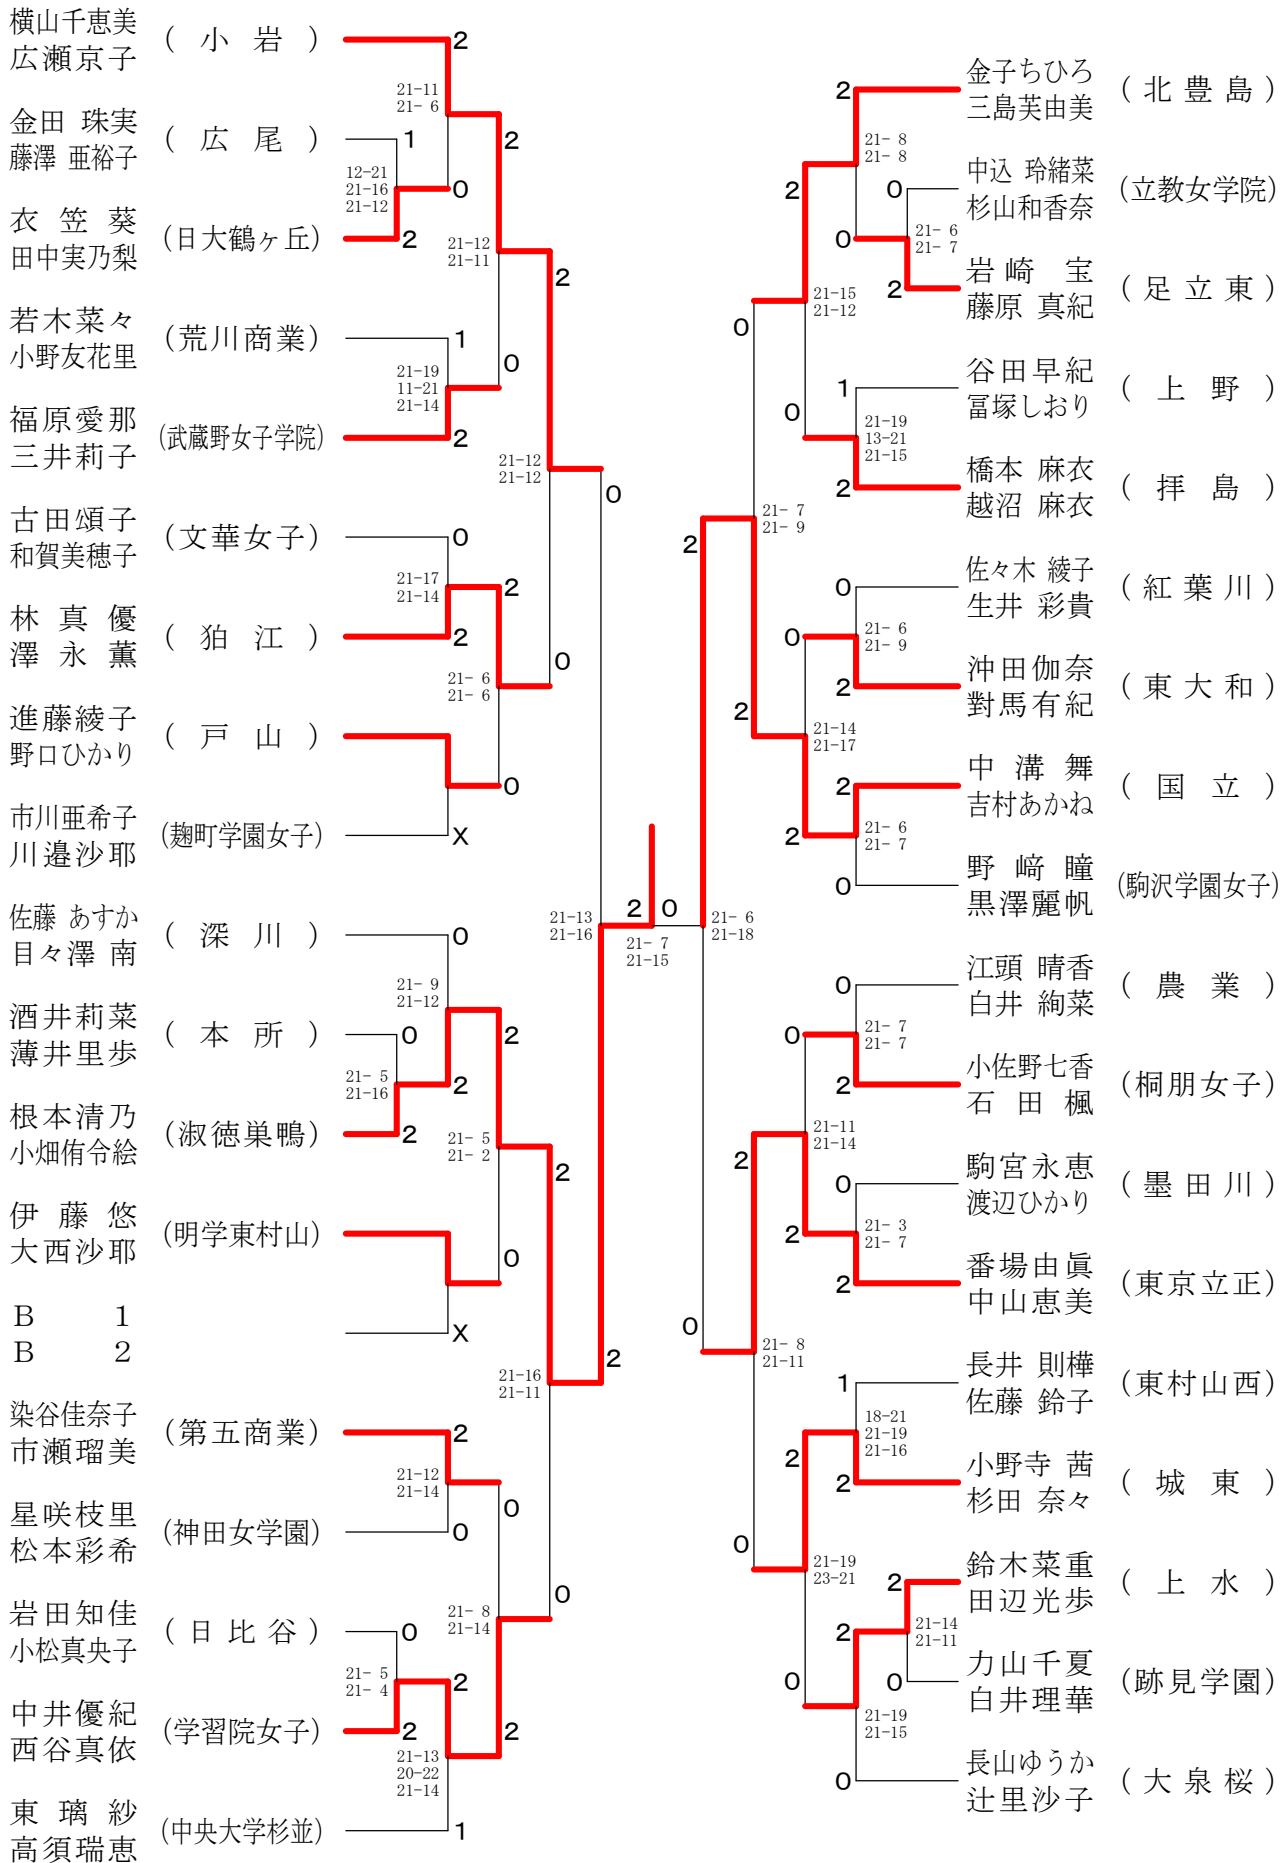 横山千恵美
広瀬京子
(小岩)
2
21-11
21- 6
金田 珠実
藤澤 亜裕子
(広尾)
1
2
12-21
21-16
21-12
0
衣笠葵
田中実乃梨
(日大鶴ヶ丘)
2
21-12
21-11
2
若木菜々
小野友花里
(荒川商業)
1
21-19
11-21
21-14
0
福原愛那
三井莉子
(武蔵野女子学院)
2
21-12
21-12
0
古田頌子
和賀美穂子
(文華女子)
0
21-17
21-14
2
林真優
澤永薫
(狛江)
2
21- 6
21- 6
0
進藤綾子
野口ひかり
(戸山)
0
市川亜希子
川邉沙耶
(麹町学園女子)
X
佐藤 あすか
目々澤 南
(深川)
0
21-13
21-16
21- 9
21-12
酒井莉菜
薄井里歩
(本所)
0
2
21- 5
21-16
2
根本清乃
小畑侑令絵
(淑徳巣鴨)
2
21- 5
21- 2
2
伊藤悠
大西沙耶
(明学東村山)
0
B 1
B 2
X
2
21-16
21-11
染谷佳奈子
市瀬瑠美
(第五商業)
2
21-12
21-14
0
星咲枝里
松本彩希
(神田女学園)
0
0
岩田知佳
小松真央子
(日比谷)
0
21- 8
21-14
21- 5
21- 4
2
中井優紀
西谷真依
(学習院女子)
2
2
21-13
20-22
21-14
東璃紗
高須瑞恵
(中央大学杉並)
1
2
0
21- 7
21-15
金子ちひろ
三島芙由美
(北豊島)
2
21- 8
21- 8
中込 玲緒菜
杉山和香奈
(立教女学院)
0
2
21- 6
21- 7
0
岩崎宝
藤原 真紀
(足立東)
2
21-15
21-12
0
谷田早紀
冨塚しおり
(上野)
1
21-19
13-21
21-15
0
橋本 麻衣
越沼 麻衣
(拝島)
2
21- 7
21- 9
2
佐々木 綾子
生井 彩貴
(紅葉川)
0
21- 6
21- 9
0
沖田伽奈
對馬有紀
(東大和)
2
2
21-14
21-17
中溝舞
吉村あかね
(国立)
2
21- 6
21- 7
2
野﨑瞳
黒澤麗帆
(駒沢学園女子)
0
21- 6
21-18
江頭 晴香
白井 絢菜
(農業)
0
21- 7
21- 7
0
小佐野七香
石田楓
(桐朋女子)
2
21-11
21-14
2
駒宮永恵
渡辺ひかり
(墨田川)
0
21- 3
21- 7
2
番場由眞
中山恵美
(東京立正)
2
0
21- 8
21-11
長井 則樺
佐藤 鈴子
(東村山西)
1
18-21
21-19
21-16
2
小野寺 茜
杉田 奈々
(城東)
2
0
21-19
23-21
鈴木菜重
田辺光歩
(上水)
2
21-14
21-11
2
力山千夏
白井理華
(跡見学園)
0
0
21-19
21-15
長山ゆうか
辻里沙子
(大泉桜)
0